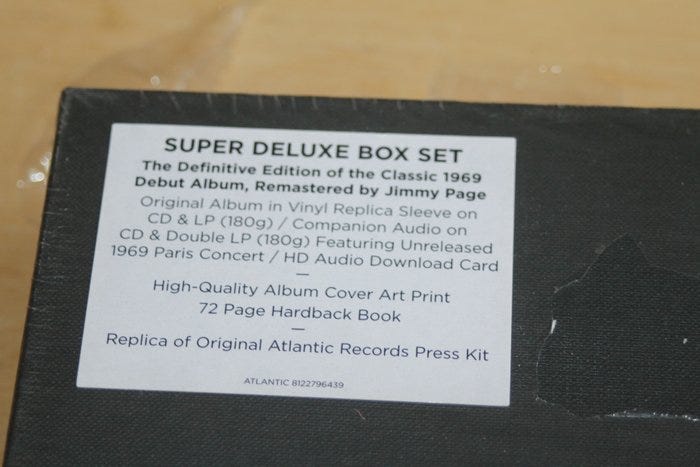 SUPER DELUXE BOX SET
The Definitive Edition of the Classic 1969
Debut Album, Remastered by Jimmy Page
Original Album in Vinyl Replica Sleeve on
CD & LP (180g) / Companion Audio on
CD & Double LP (180g) Featuring Unreleased
1969 Paris Concert / HD Audio Download Card
—
High-Quality Album Cover Art Print
72 Page Hardback Book
—
Replica of Original Atlantic Records Press Kit
ATLANTIC 8122796439